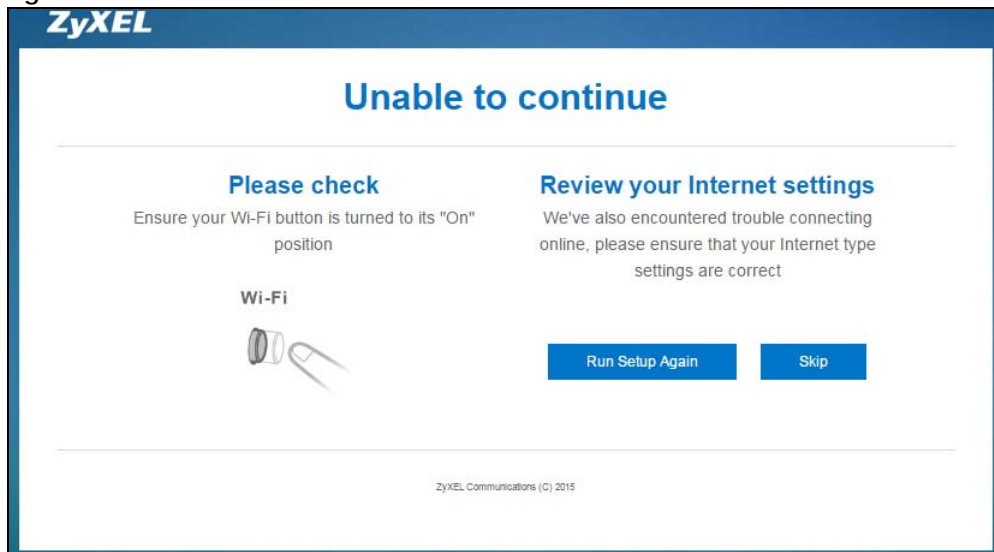 ZyXEL
Unable to continue
Please check
Ensure your Wi-Fi button is turned to its "On"
position
Wi-Fi
Review your Internet settings
We've also encountered trouble connecting
online, please ensure that your Internet type
settings are correct
Run Setup Again
Skip
ZyXEL Communications (C) 2015